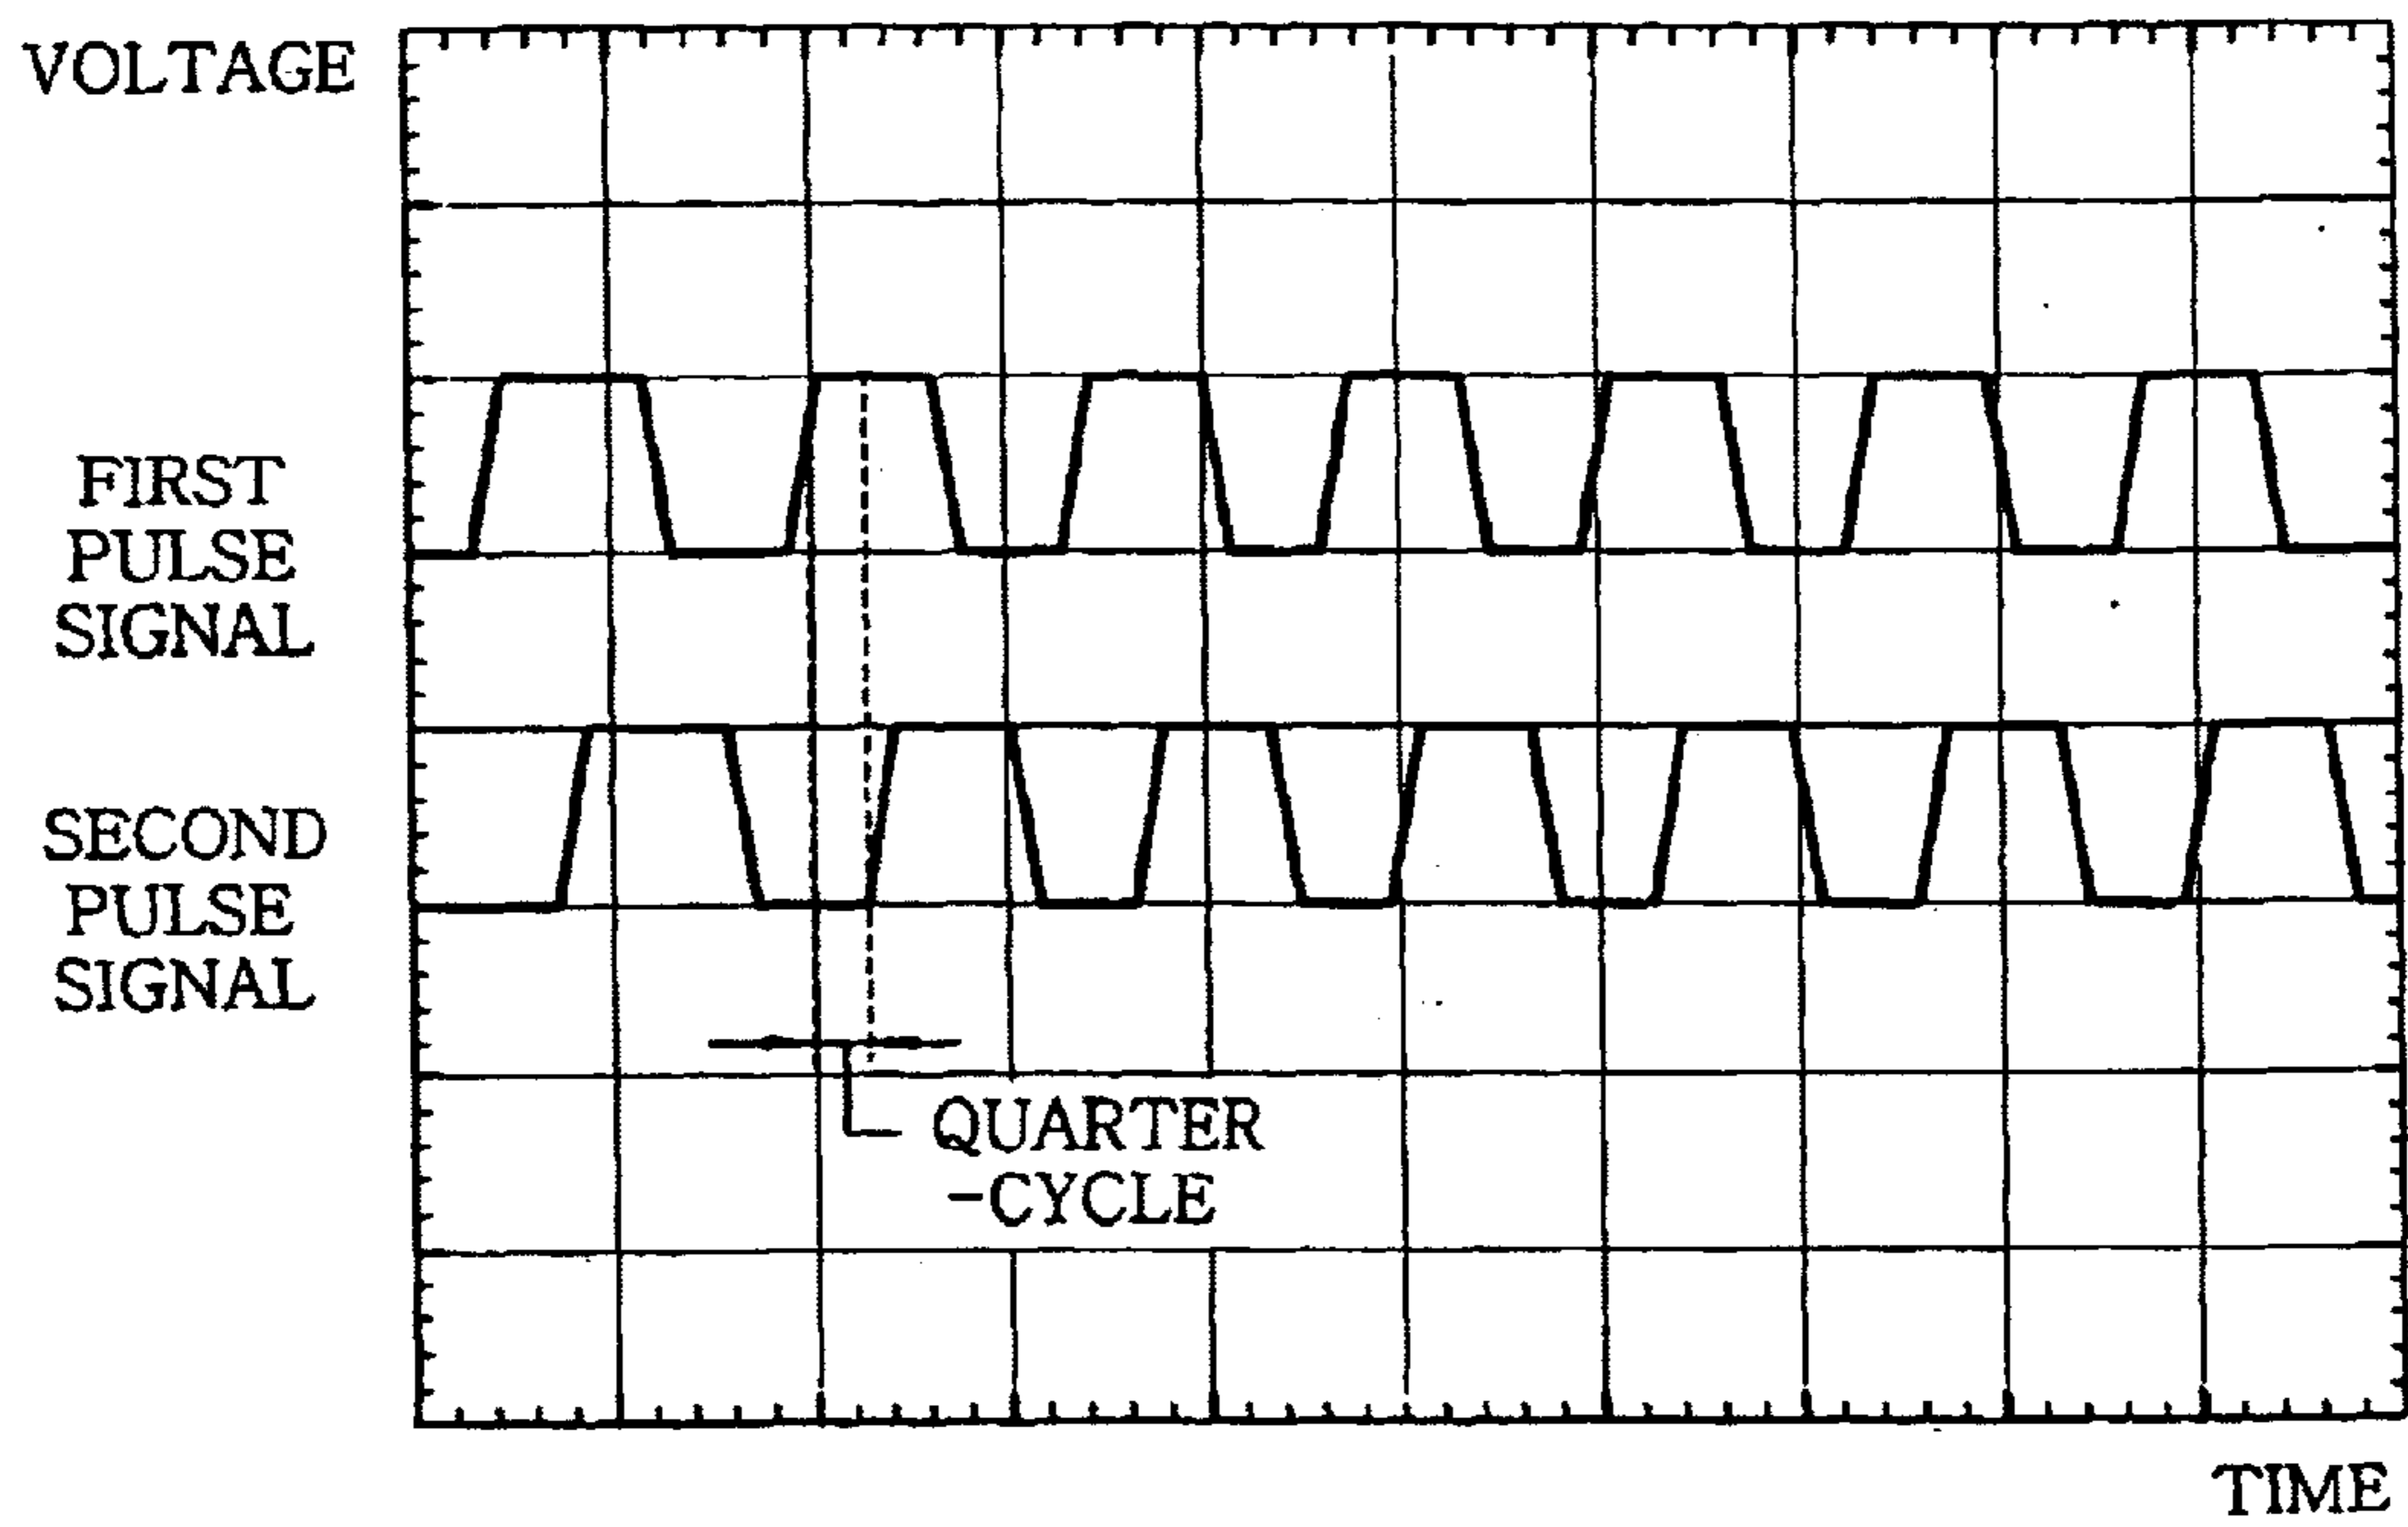 VOLTAGE
FIRST
PULSE
SIGNAL
SECOND
PULSE
SIGNAL
QUARTER
-CYCLE
TIME